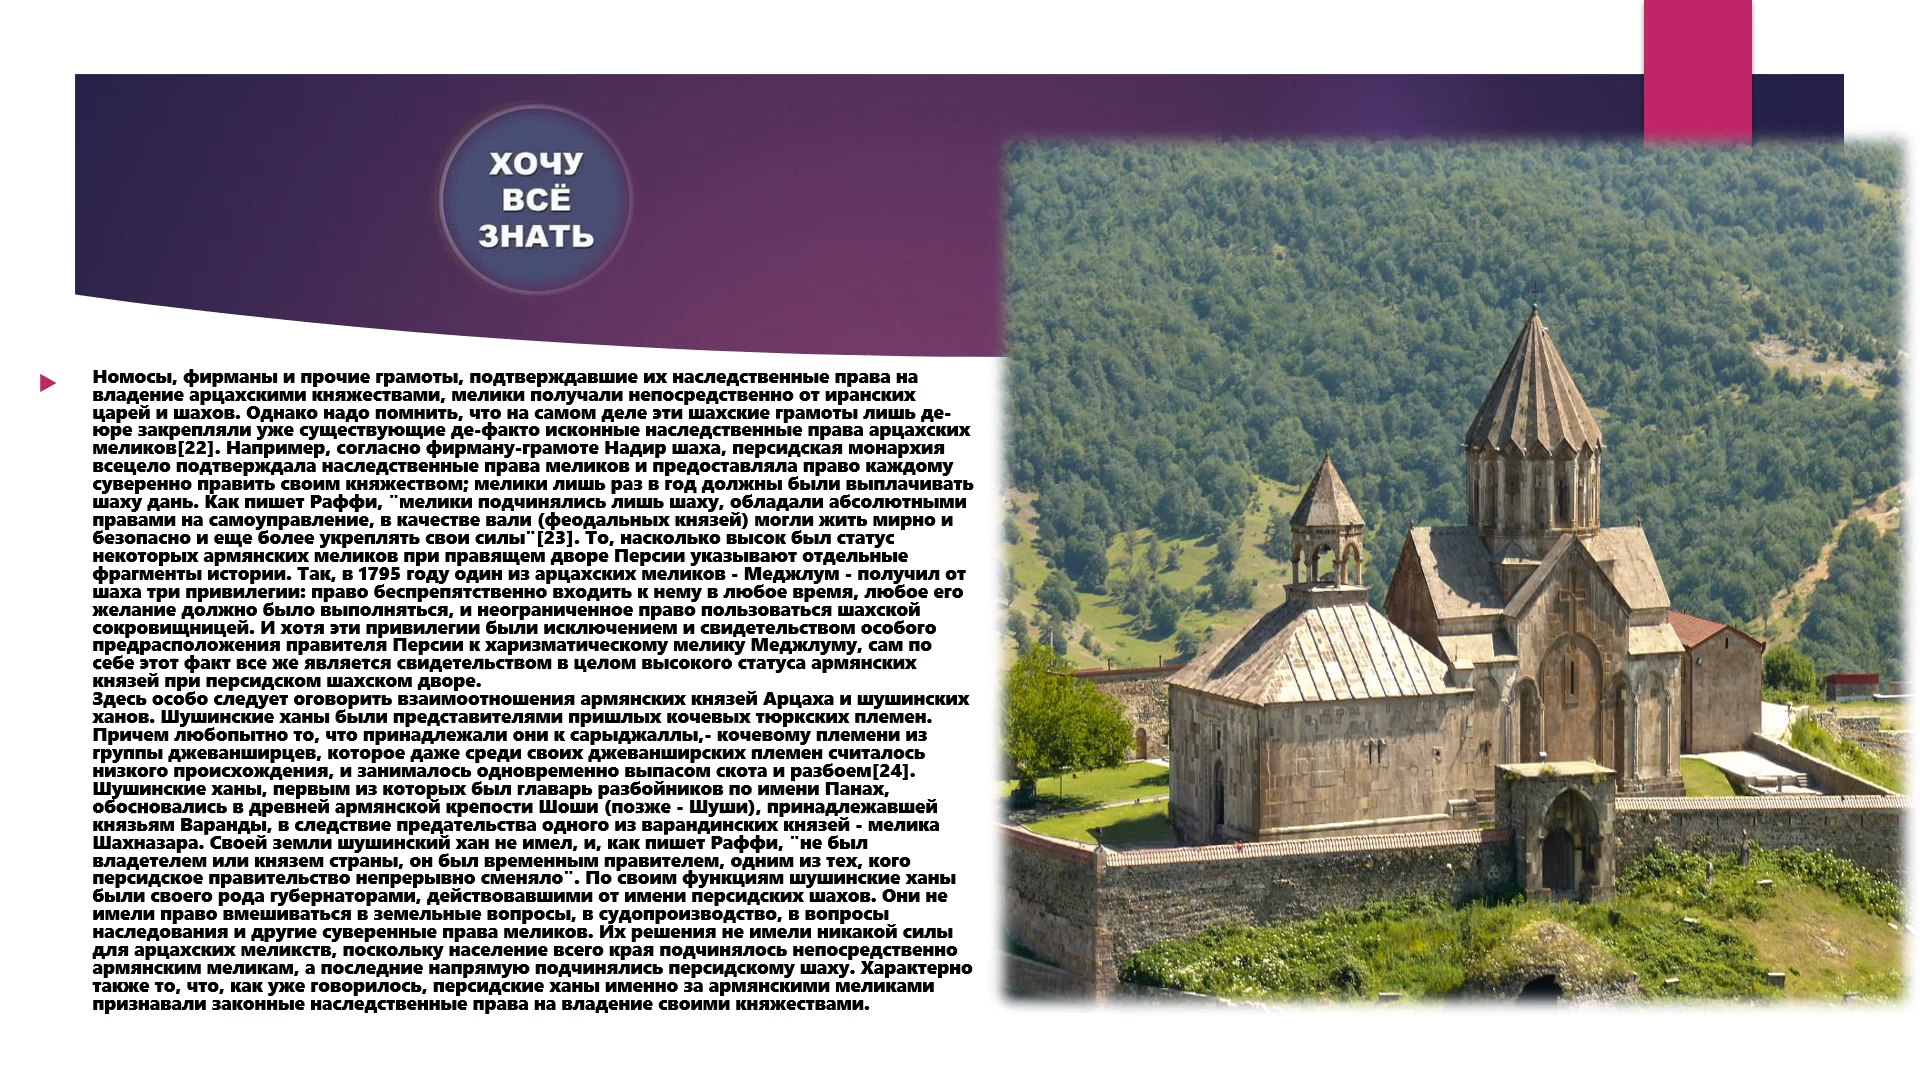 ХОЧУ
ВСЁ
ЗНАТЬ
Номосы, фирманы и прочие грамоты, подтверждавшие их наследственные права на
владение арцахскими княжествами, мелики получали непосредственно от иранских
царей и шахов. Однако надо помнить, что на самом деле эти шахские грамоты лишь де-
юре закрепляли уже существующие де-факто исконные наследственные права арцахских
меликов[22]. Например, согласно фирману-грамоте Надир шаха, персидская монархия
всецело подтверждала наследственные права меликов и предоставляла право каждому
суверенно править своим княжеством; мелики лишь раз в год должны были выплачивать
шаху дань. Как пишет Раффи, ¨мелики подчинялись лишь шаху, обладали абсолютными
правами на самоуправление, в качестве вали (феодальных князей) могли жить мирно и
безопасно и еще более укреплять свои силы¨[23]. То, насколько высок был статус
некоторых армянских меликов при правящем дворе Персии указывают отдельные
фрагменты истории. Так, в 1795 году один из арцахских меликов - Меджлум - получил от
шаха три привилегии: право беспрепятственно входить к нему в любое время, любое его
желание должно было выполняться, и неограниченное право пользоваться шахской
сокровищницей. И хотя эти привилегии были исключением и свидетельством особого
предрасположения правителя Персии к харизматическому мелику Меджлуму, сам по
себе этот факт все же является свидетельством в целом высокого статуса армянских
князей при персидском шахском дворе.
Здесь особо следует оговорить взаимоотношения армянских князей Арцаха и шушинских
ханов. Шушинские ханы были представителями пришлых кочевых тюркских племен.
Причем любопытно то, что принадлежали они к сарыджаллы,- кочевому племени из
группы джеванширцев, которое даже среди своих джеванширских племен считалось
низкого происхождения, и занималось одновременно выпасом скота и разбоем[24].
Шушинские ханы, первым из которых был главарь разбойников по имени Панах,
обосновались в древней армянской крепости Шоши (позже - Шуши), принадлежавшей
князьям Варанды, в следствие предательства одного из варандинских князей - мелика
Шахназара. Своей земли шушинский хан не имел, и, как пишет Раффи, ¨не был
владетелем или князем страны, он был временным правителем, одним из тех, кого
персидское правительство непрерывно сменяло¨. По своим функциям шушинские ханы
были своего рода губернаторами, действовавшими от имени персидских шахов. Они не
имели право вмешиваться в земельные вопросы, в судопроизводство, в вопросы
наследования и другие суверенные права меликов. Их решения не имели никакой силы
для арцахских меликств, поскольку население всего края подчинялось непосредственно
армянским меликам, а последние напрямую подчинялись персидскому шаху. Характерно
также то, что, как уже говорилось, персидские ханы именно за армянскими меликами
признавали законные наследственные права на владение своими княжествами.